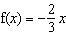 f(x) = −2/3 x